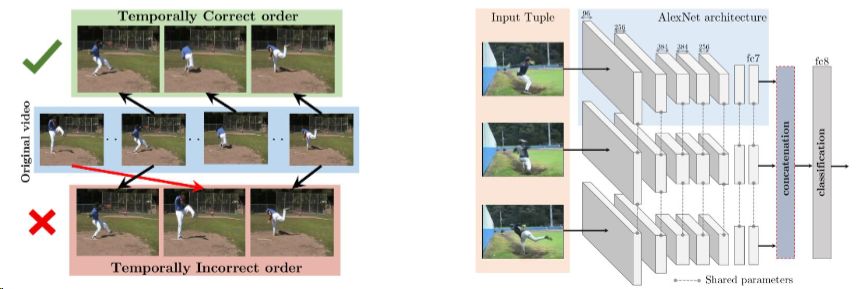 Temporally Correct order
Original video
Temporally Incorrect order
Input Tuple
AlexNet architecture
96
256
384
384
256
fc7
fc8
concatenation
classification
Shared parameters